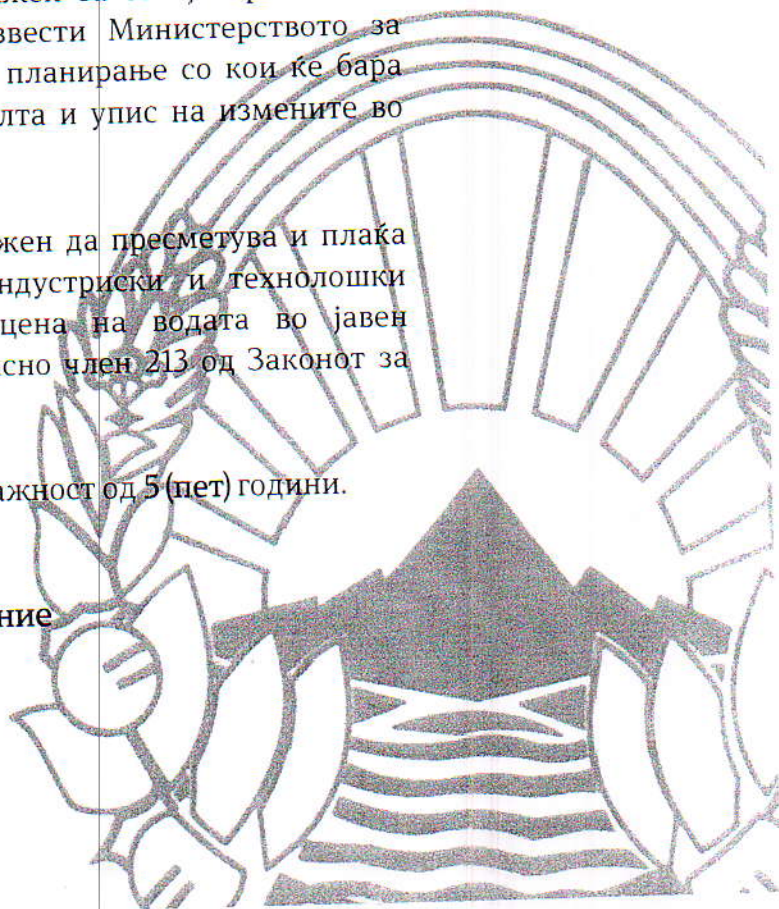 звести Министерството за
планирање со кои ќе бара
лта и упис на измените во
жен да пресметува и плаќа
ндустриски и технолошки
цена на водата во јавен
сно член 213 од Законот за
ажност од 5 (пет) години.
ние